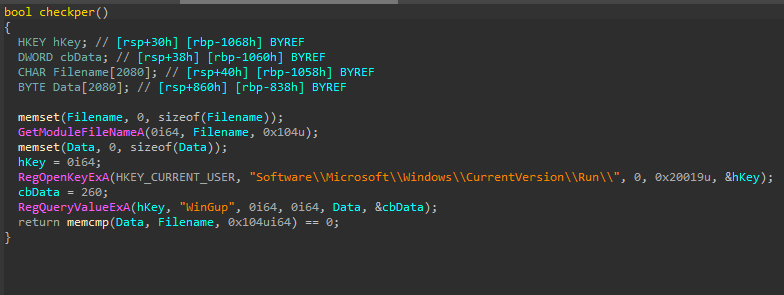 bool checkper()
{
  HKEY hKey; // [rsp+30h] [rbp-1068h] BYREF
  DWORD cbData; // [rsp+38h] [rbp-1060h] BYREF
  CHAR Filename[2080]; // [rsp+40h] [rbp-1058h] BYREF
  BYTE Data[2080]; // [rsp+860h] [rbp-838h] BYREF

  memset(Filename, 0, sizeof(Filename));
  GetModuleFileNameA(0i64, Filename, 0x104u);
  memset(Data, 0, sizeof(Data));
  hKey = 0i64;
  RegOpenKeyExA(HKEY_CURRENT_USER, "Software\\Microsoft\\Windows\\CurrentVersion\\Run\\", 0, 0x20019u, &hKey);
  cbData = 260;
  RegQueryValueExA(hKey, "WinGup", 0i64, 0i64, Data, &cbData);
  return memcmp(Data, Filename, 0x104ui64) == 0;
}